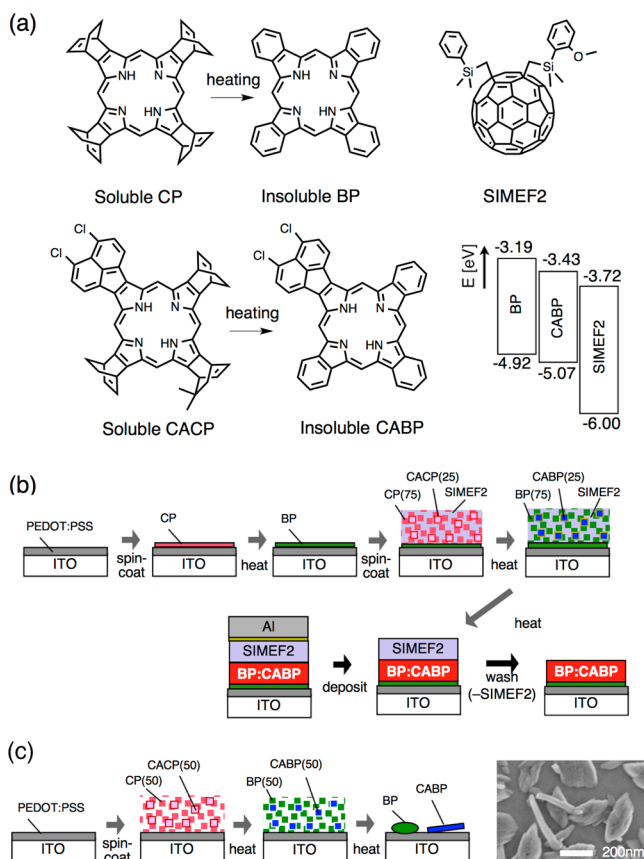 (a)
NH
N
N
HN
heating
NH
N
N
HN
Si
Si
O
Soluble CP
Insoluble BP
SIMEF2
Cl
Cl
NH
N
N
HN
heating
Cl
Cl
NH
N
N
HN
Soluble CACP
Insoluble CABP
E [eV]
-3.19
-3.43
-3.72
BP
CABP
SIMEF2
-4.92
-5.07
-6.00
(b)
PEDOT:PSS
ITO
spin-
coat
CP
ITO
heat
BP
ITO
spin-
coat
CACP(25)
CP(75)
SIMEF2
ITO
heat
CABP(25)
BP(75)
SIMEF2
ITO
heat
Al
SIMEF2
BP:CABP
ITO
deposit
SIMEF2
BP:CABP
ITO
wash
(–SIMEF2)
BP:CABP
ITO
(c)
PEDOT:PSS
ITO
spin-
coat
CACP(50)
CP(50)
ITO
heat
CABP(50)
BP(50)
ITO
heat
BP
CABP
ITO
200nm